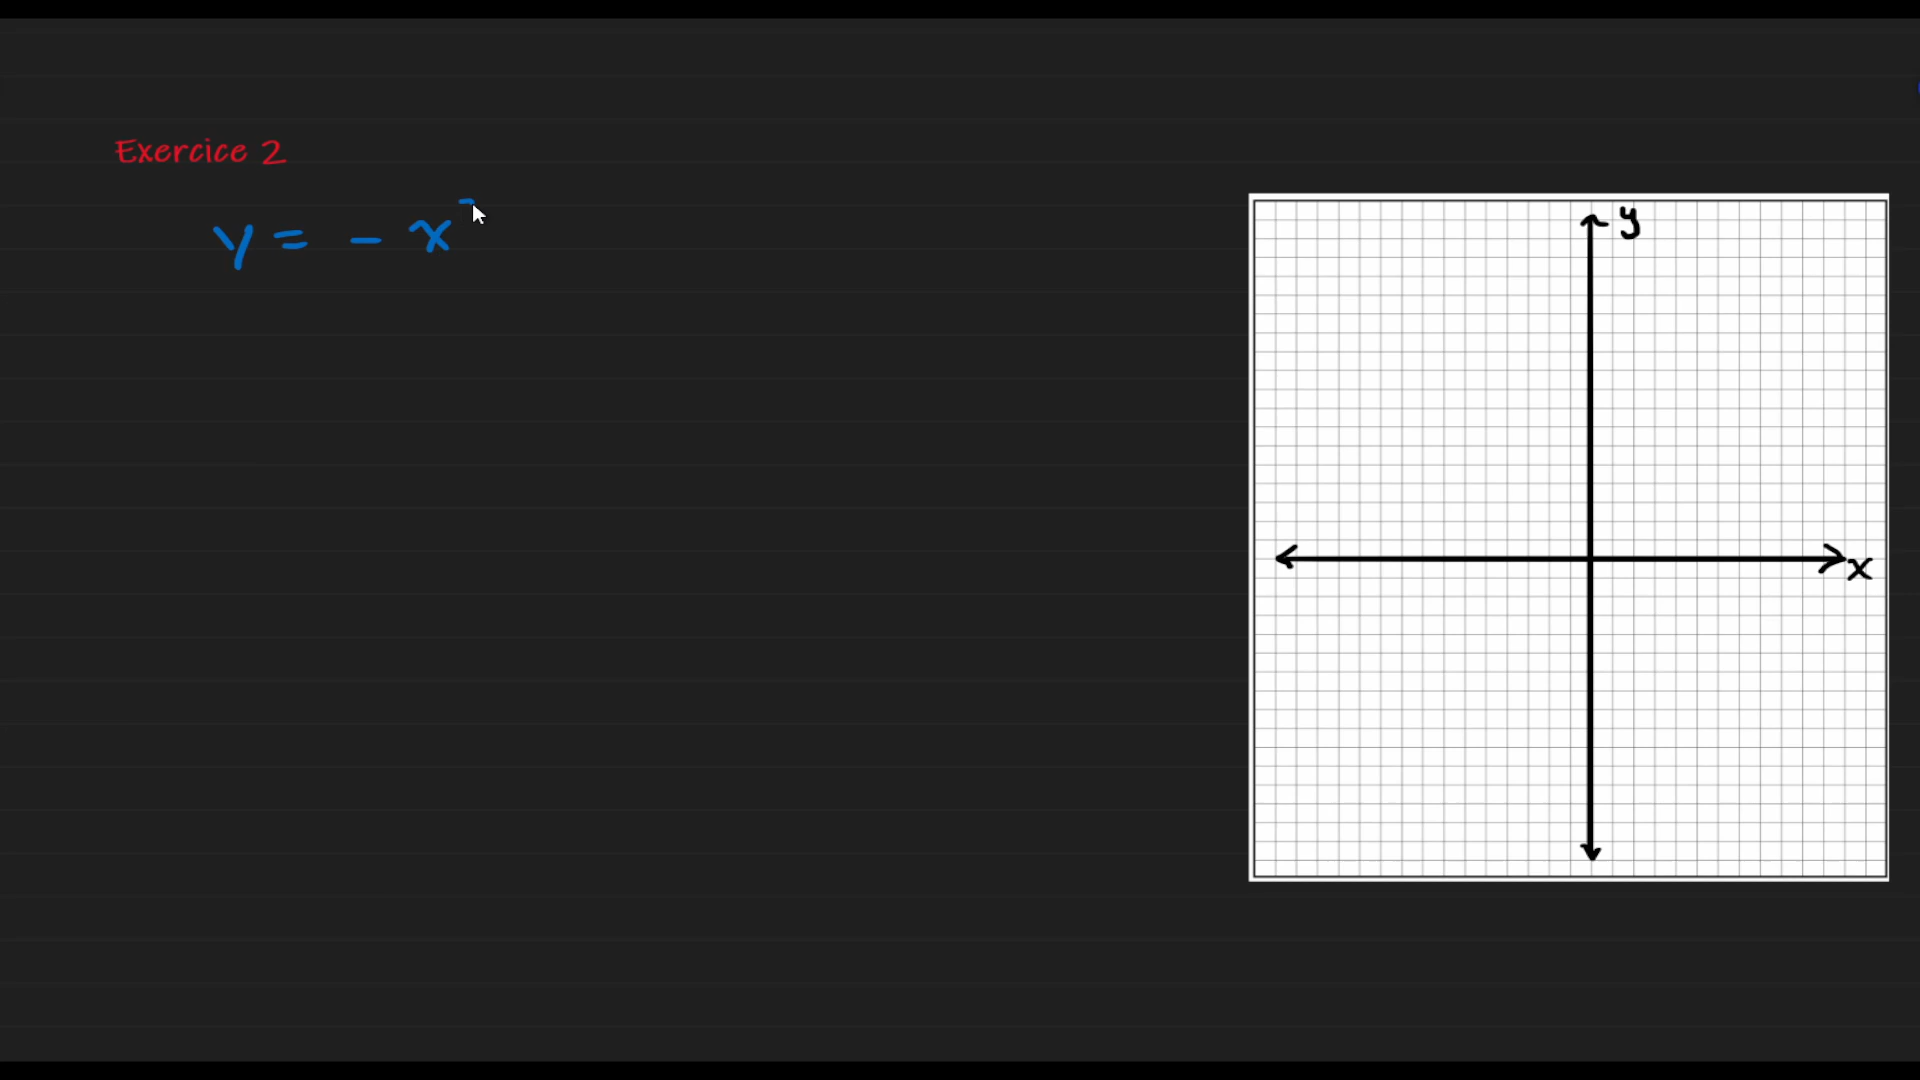 Exercice 2
y = - x
y
x